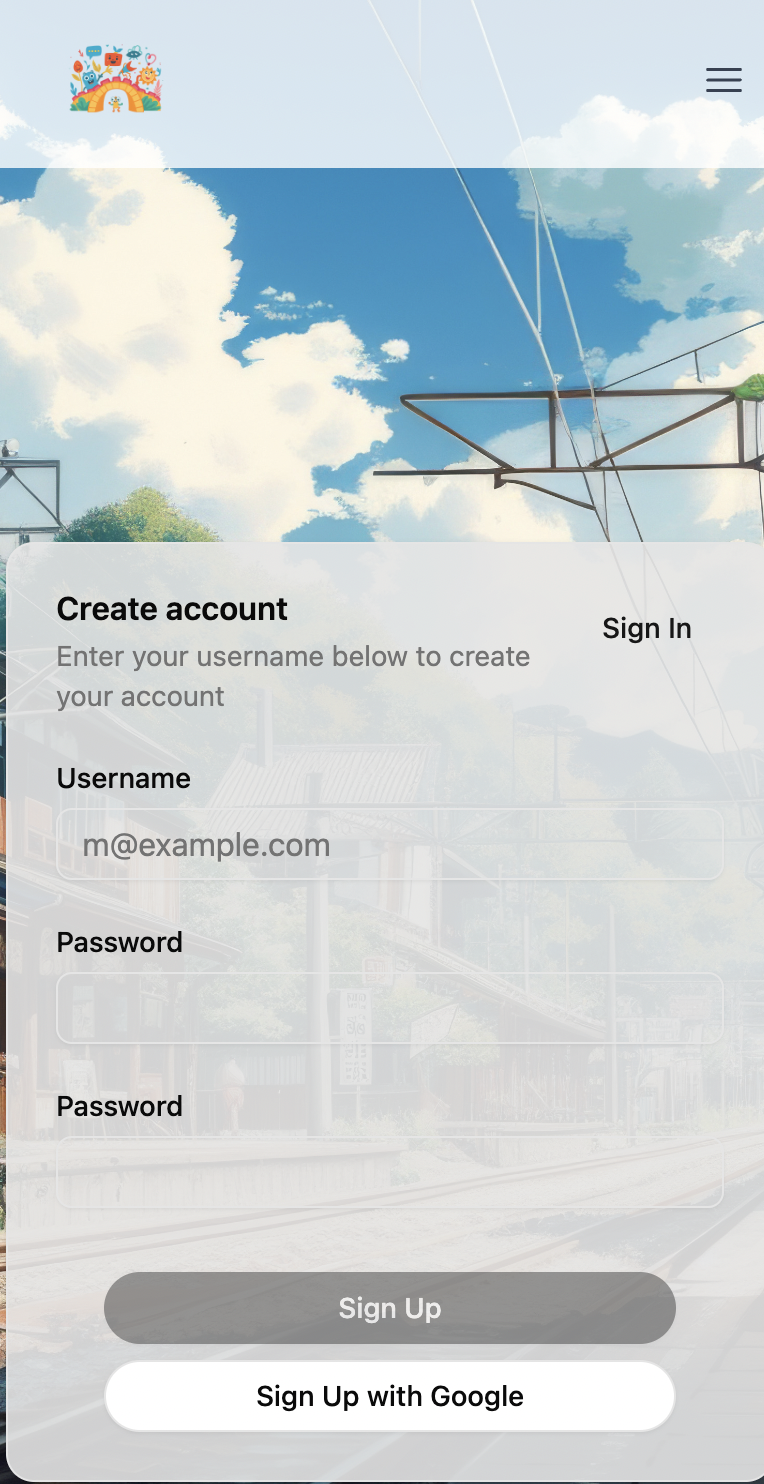 Create account
Sign In
Enter your username below to create
your account
Username
m@example.com
Password
Password
Sign Up
Sign Up with Google